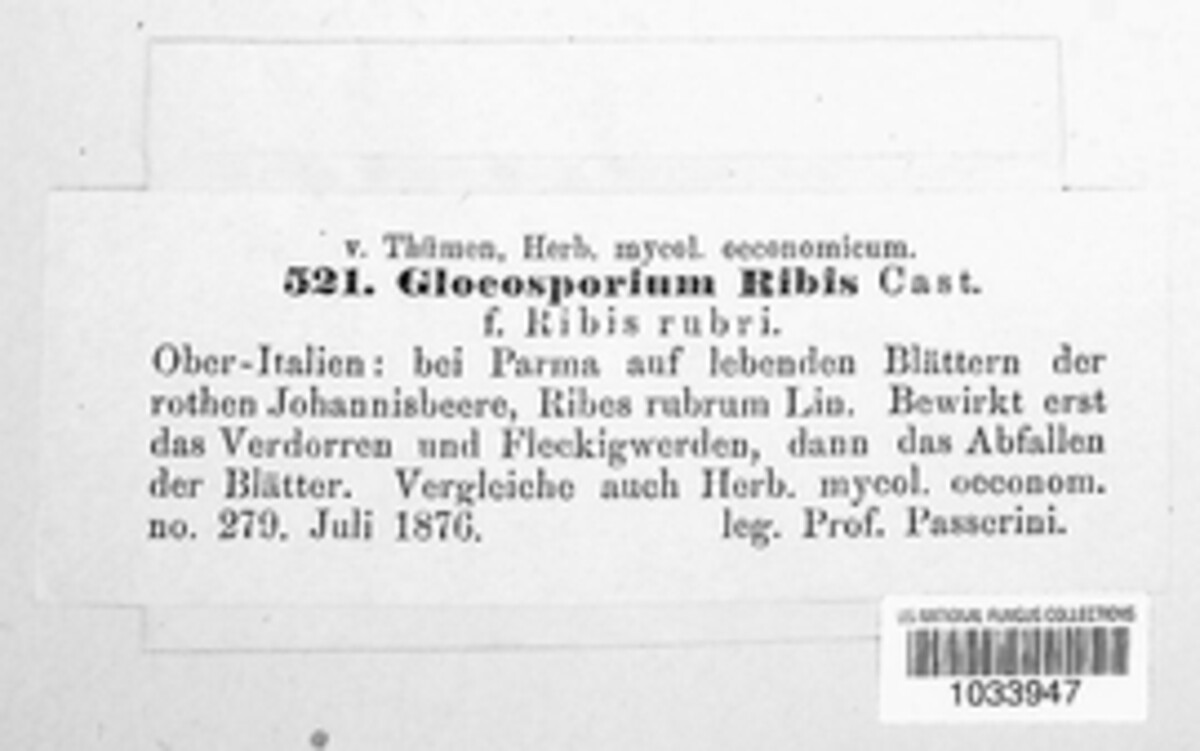 v. Thümen, Herb. mycol. oeconomicum.
521. Gloeosporium Ribis Cast.
f. Ribis rubri.
Ober-Italien: bei Parma auf lebenden Blättern der
rothen Johannisbeere, Ribes rubrum Lin. Bewirkt erst
das Verdorren und Fleckigwerden, dann das Abfallen
der Blätter. Vergleiche auch Herb. mycol. oeconom.
no. 279. Juli 1876. leg. Prof. Passerini.
US NATIONAL FUNGUS COLLECTIONS
1033947